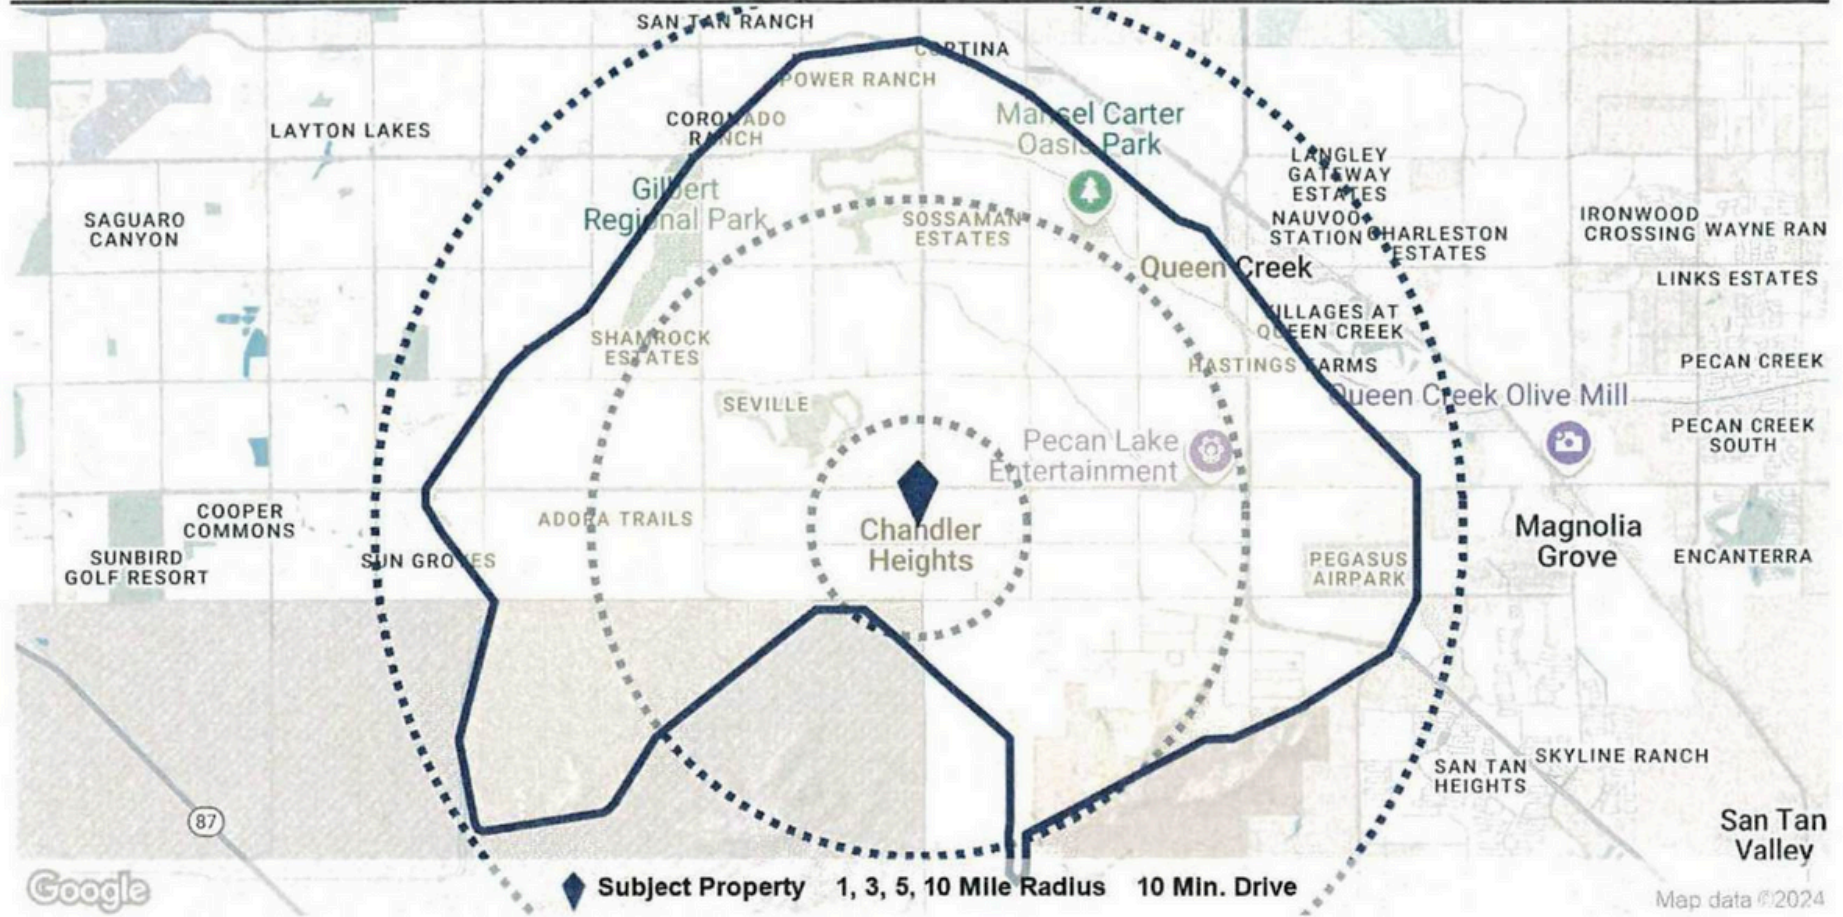 SAN TAN RANCH
CORTINA
POWER RANCH
LAYTON LAKES
CORONADO
RANCH
Mansel Carter
Oasis Park
Gilbert
Regional Park
LANGLEY
GATEWAY
ESTATES
SAGUARO
CANYON
SOSSAMAN
ESTATES
NAUVOO
STATION
CHARLESTON
ESTATES
IRONWOOD
CROSSING
WAYNE RAN
Queen Creek
LINKS ESTATES
VILLAGES AT
QUEEN CREEK
SHAMROCK
ESTATES
HASTINGS FARMS
PECAN CREEK
Queen Creek Olive Mill
SEVILLE
Pecan Lake
Entertainment
PECAN CREEK
SOUTH
COOPER
COMMONS
ADORA TRAILS
Chandler
Heights
Magnolia
Grove
SUNBIRD
GOLF RESORT
SUN GROVES
PEGASUS
AIRPARK
ENCANTERRA
SKYLINE RANCH
SAN TAN
HEIGHTS
87
San Tan
Valley
Google
Subject Property 1, 3, 5, 10 Mile Radius 10 Min. Drive
Map data ©2024